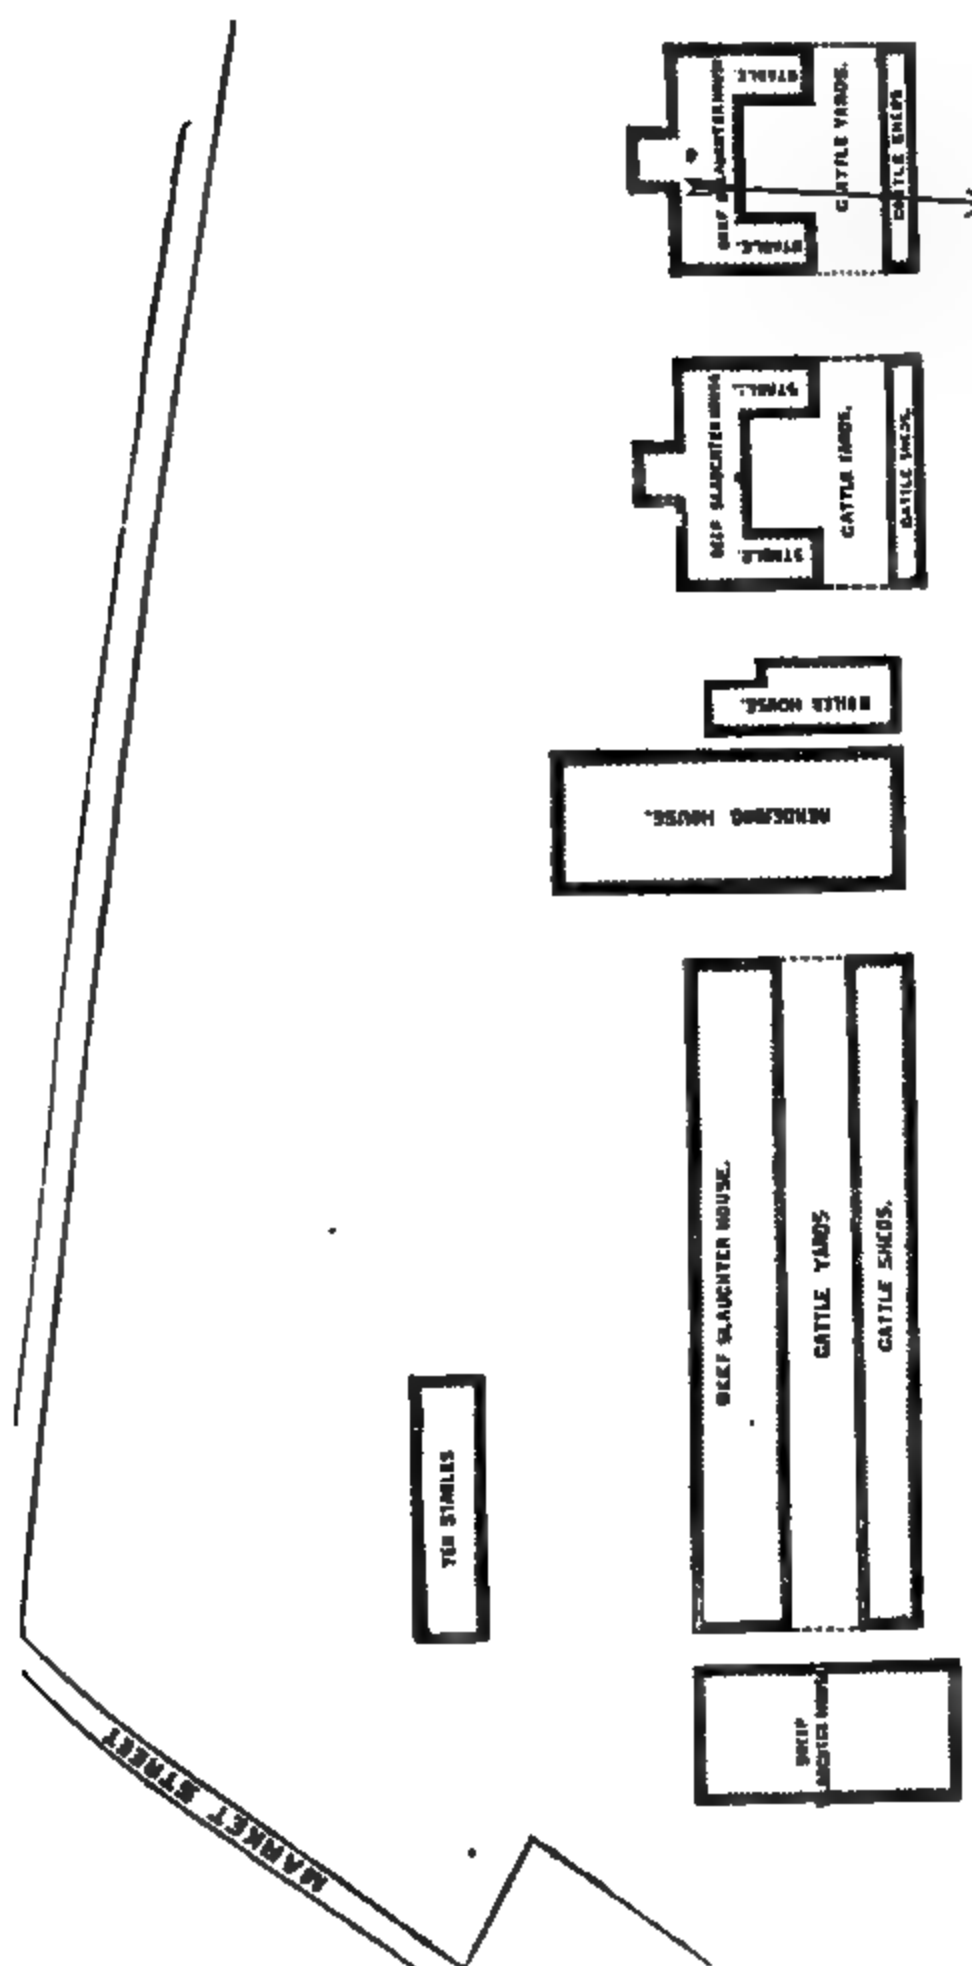 STABLE
BEEF SLAUGHTER HOUSE
STABLE.
CATTLE YARDS.
CATTLE SHEDS
STABLE.
BEEF SLAUGHTER HOUSE
STABLE.
CATTLE YARDS.
CATTLE SHEDS.
BOILER HOUSE.
RENDERING HOUSE.
BEEF SLAUGHTER HOUSE.
CATTLE YARDS
CATTLE SHEDS.
STABLES
SHEEP
MARKET STREET